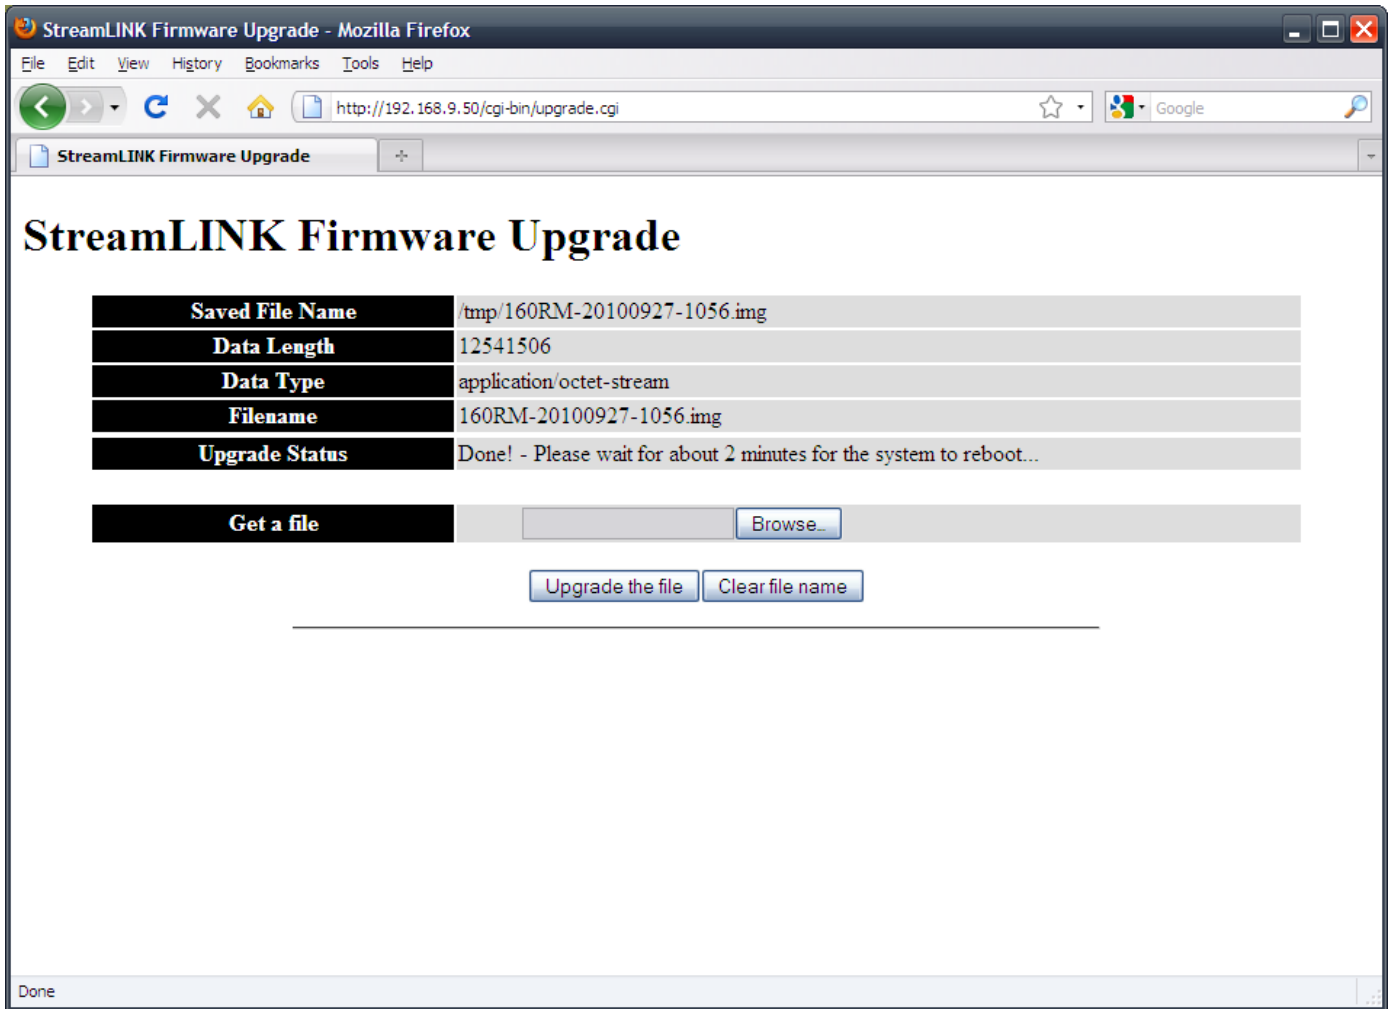 StreamLINK Firmware Upgrade - Mozilla Firefox
File Edit View History Bookmarks Tools Help
http://192.168.9.50/cgi-bin/upgrade.cgi
Google
StreamLINK Firmware Upgrade
StreamLINK Firmware Upgrade
Saved File Name /tmp/160RM-20100927-1056.img
Data Length 12541506
Data Type application/octet-stream
Filename 160RM-20100927-1056.img
Upgrade Status Done! - Please wait for about 2 minutes for the system to reboot...
Get a file Browse...
Upgrade the file Clear file name
Done